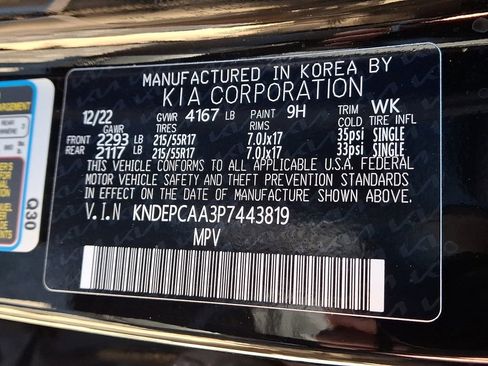 MANUFACTURED IN KOREA BY
KIA CORPORATION
12/22 GVWR 4167 LB PAINT 9H TRIM WK
GAWR TIRES RIMS COLD TIRE INFL
FRONT 2293 LB 215/55R17 7.0Jx17 35psi SINGLE
REAR 2117 LB 215/55R17 7.0Jx17 33psi SINGLE
THIS VEHICLE CONFORMS TO ALL APPLICABLE U.S.A. FEDERAL
MOTOR VEHICLE SAFETY AND THEFT PREVENTION STANDARDS
IN EFFECT ON THE DATE OF MANUFACTURE SHOWN ABOVE.
V.I.N KNDEPCAA3P7443819
MPV
Q30